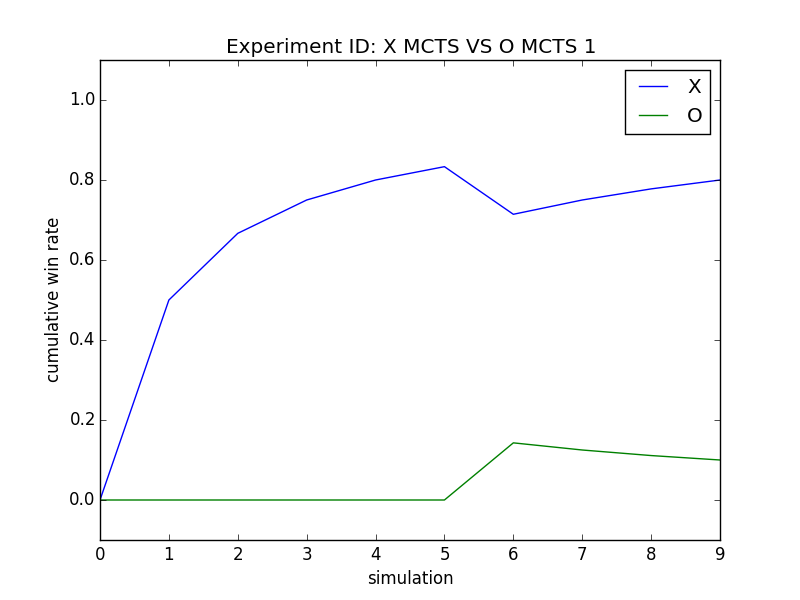 Experiment ID: X MCTS VS O MCTS 1
X
O
1.0
0.8
0.6
0.4
0.2
0.0
cumulative win rate
0 1 2 3 4 5 6 7 8 9
simulation